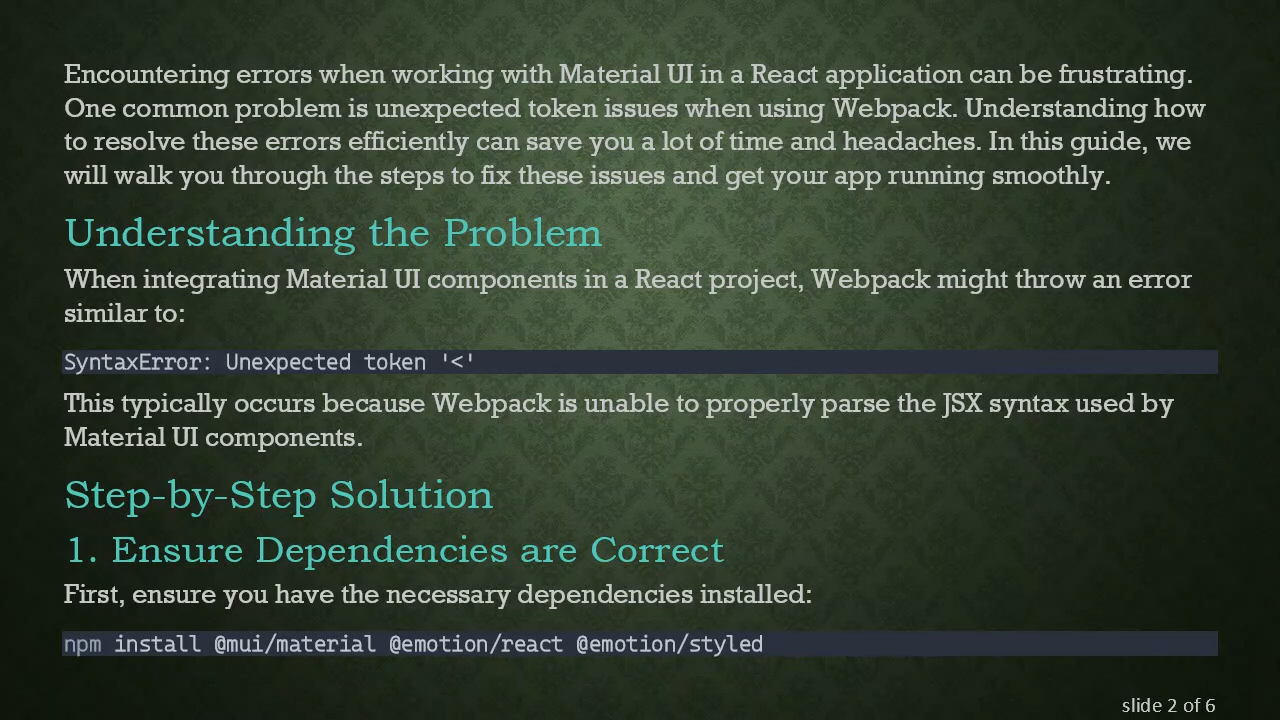 Encountering errors when working with Material UI in a React application can be frustrating.
One common problem is unexpected token issues when using Webpack. Understanding how
to resolve these errors efficiently can save you a lot of time and headaches. In this guide, we
will walk you through the steps to fix these issues and get your app running smoothly.
Understanding the Problem
When integrating Material UI components in a React project, Webpack might throw an error
similar to:
SyntaxError: Unexpected token '<'
This typically occurs because Webpack is unable to properly parse the JSX syntax used by
Material UI components.
Step-by-Step Solution
1. Ensure Dependencies are Correct
First, ensure you have the necessary dependencies installed:
npm install @mui/material @emotion/react @emotion/styled
slide 2 of 6